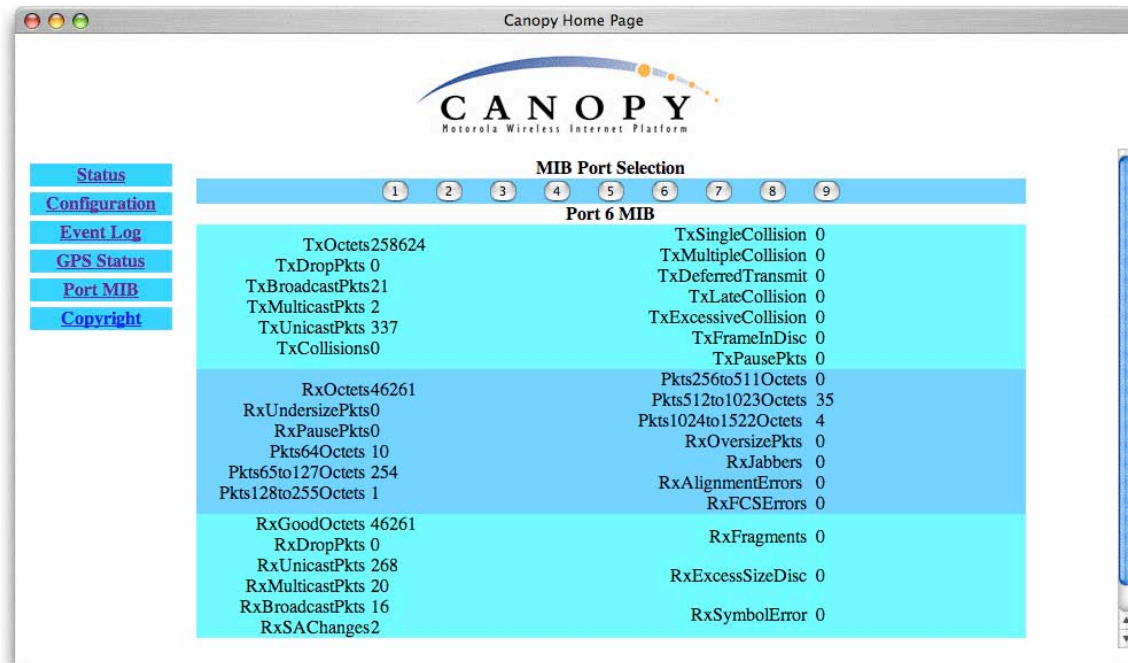 Canopy Home Page
CANOPY
Motorola Wireless Internet Platform
Status
Configuration
Event Log
GPS Status
Port MIB
Copyright
MIB Port Selection
1 2 3 4 5 6 7 8 9
Port 6 MIB
TxOctets258624
TxDropPkts 0
TxBroadcastPkts21
TxMulticastPkts 2
TxUnicastPkts 337
TxCollisions0
TxSingleCollision 0
TxMultipleCollision 0
TxDeferredTransmit 0
TxLateCollision 0
TxExcessiveCollision 0
TxFrameInDisc 0
TxPausePkts 0
RxOctets46261
RxUndersizePkts0
RxPausePkts0
Pkts64Octets 10
Pkts65to127Octets 254
Pkts128to255Octets 1
Pkts256to511Octets 0
Pkts512to1023Octets 35
Pkts1024to1522Octets 4
RxOversizePkts 0
RxJabbers 0
RxAlignmentErrors 0
RxFCSErrors 0
RxGoodOctets 46261
RxDropPkts 0
RxUnicastPkts 268
RxMulticastPkts 20
RxBroadcastPkts 16
RxSAChanges2
RxFragments 0
RxExcessSizeDisc 0
RxSymbolError 0